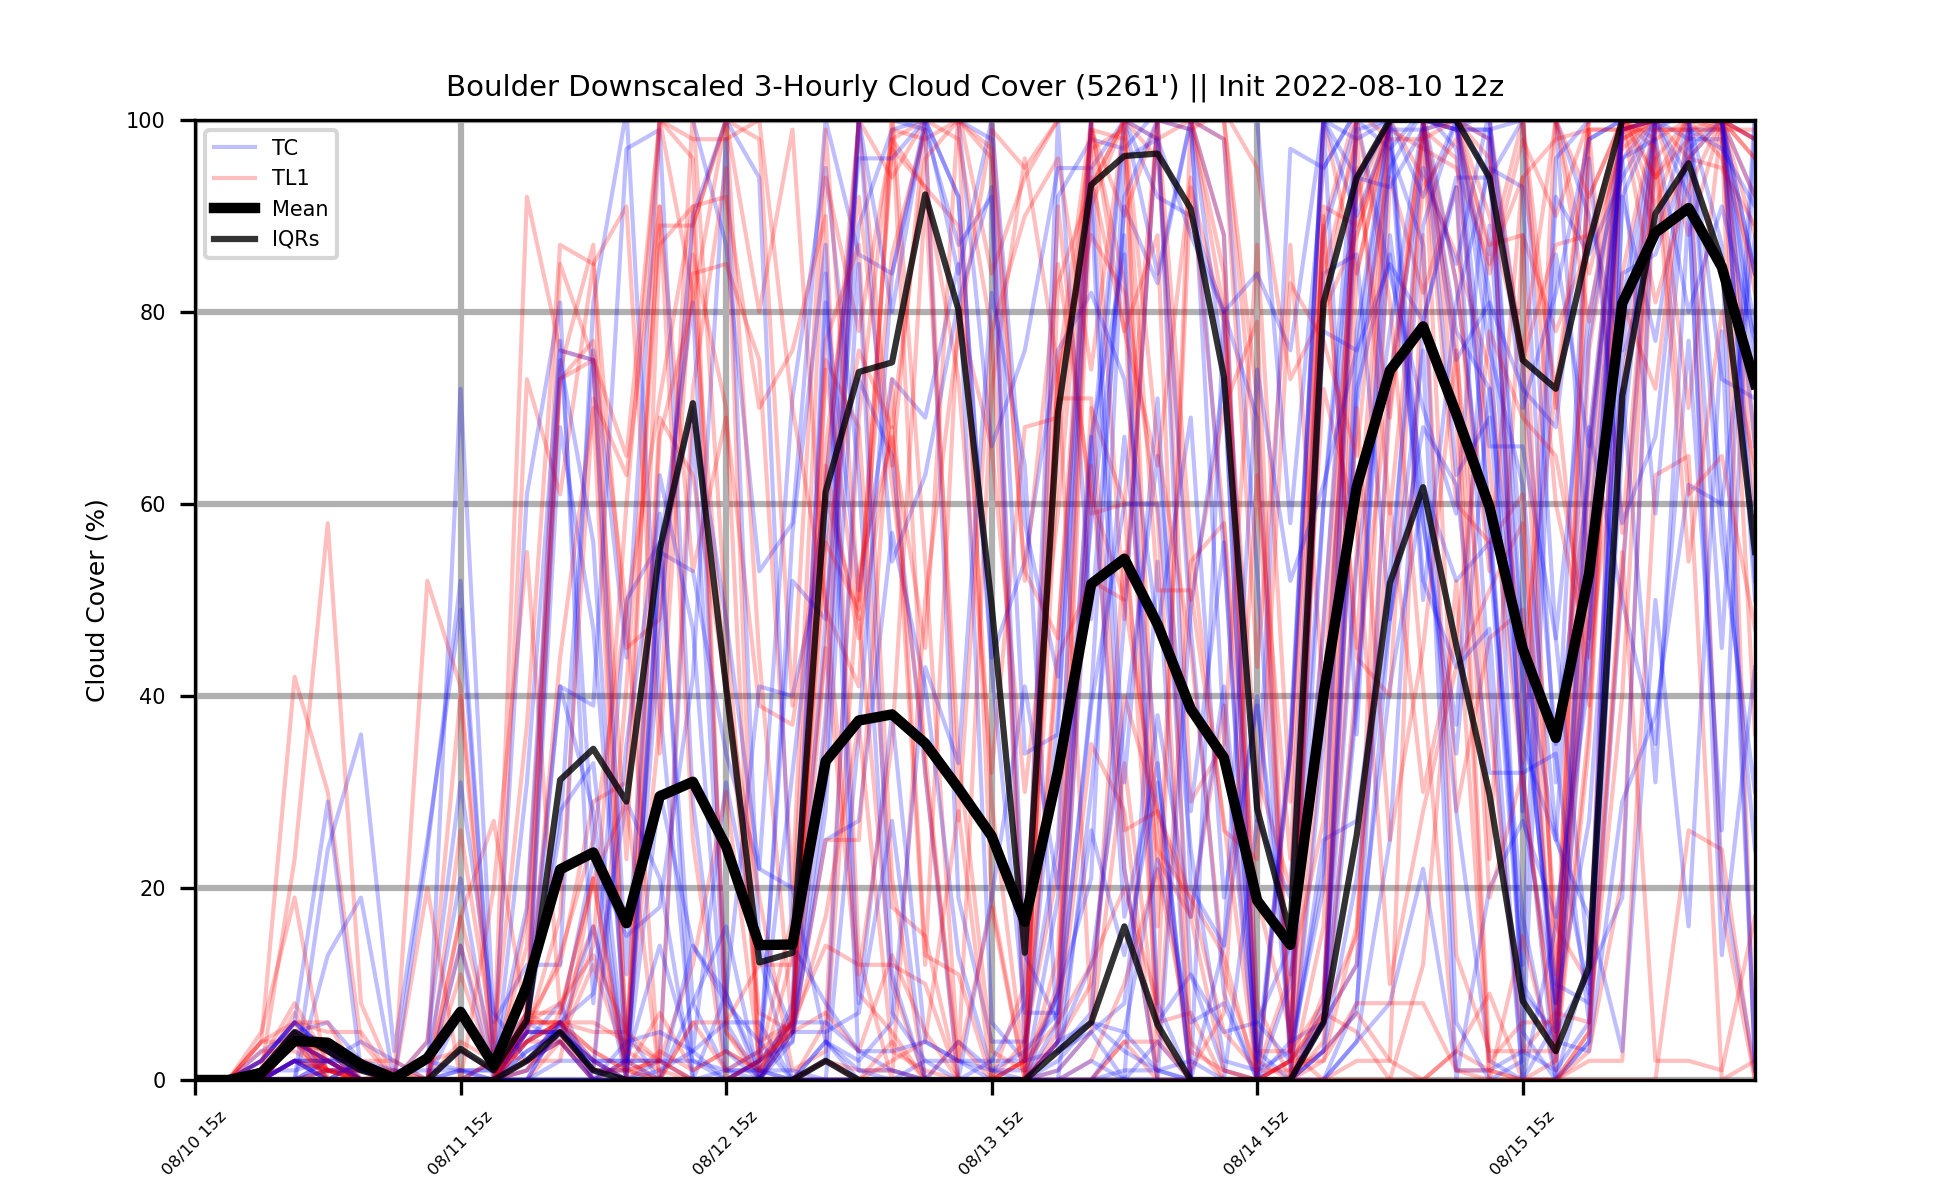 Boulder Downscaled 3-Hourly Cloud Cover (5261') || Init 2022-08-10 12z
TC
TL1
Mean
IQRs
Cloud Cover (%)
100
80
60
40
20
0
08/10 15z
08/11 15z
08/12 15z
08/13 15z
08/14 15z
08/15 15z